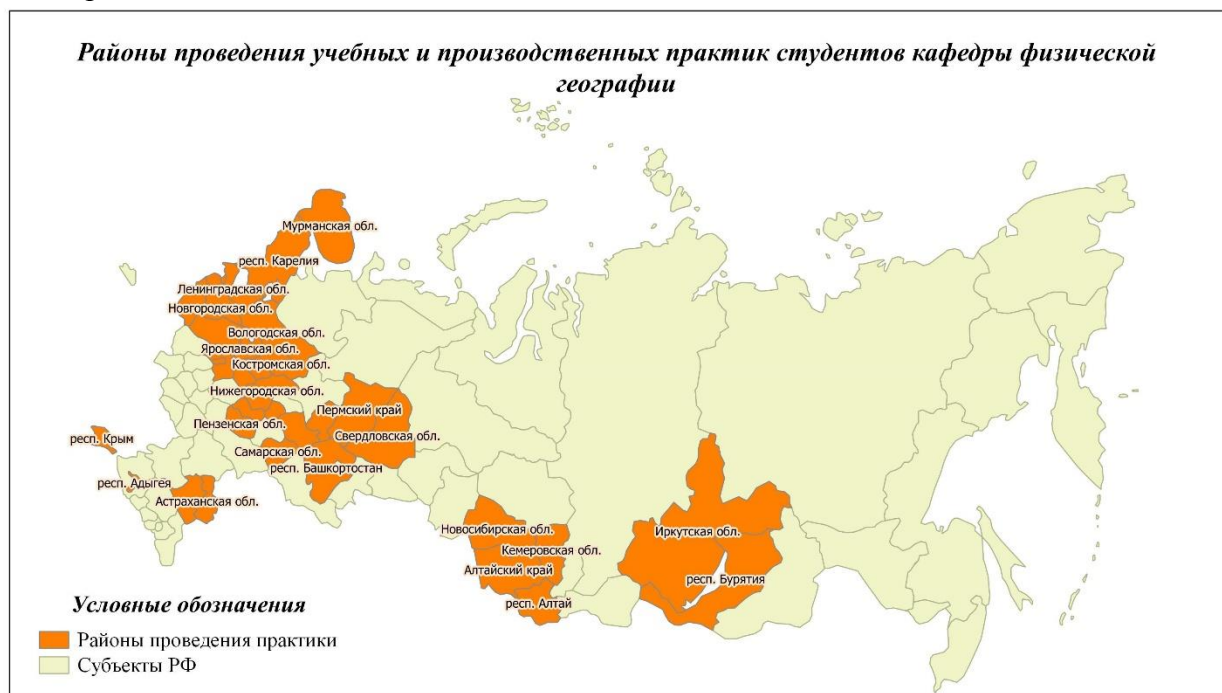 Районы проведения учебных и производственных практик студентов кафедры физической
географии
Мурманская обл.
респ. Карелия
Ленинградская обл.
Новгородская обл.
Вологодская обл.
Ярославская обл.
Костромская обл.
Нижегородская обл.
Пермский край
Пензенская обл.
Свердловская обл.
респ. Крым
Самарская обл.
респ. Башкортостан
респ. Адыгея
Астраханская обл.
Новосибирская обл.
Иркутская обл.
Кемеровская обл.
Алтайский край
респ. Бурятия
респ. Алтай
Условные обозначения
Районы проведения практики
Субъекты РФ